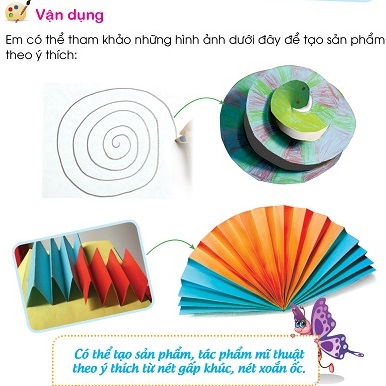 Vận dụng
Em có thể tham khảo những hình ảnh dưới đây để tạo sản phẩm
theo ý thích:
Có thể tạo sản phẩm, tác phẩm mĩ thuật
theo ý thích từ nét gấp khúc, nét xoắn ốc.